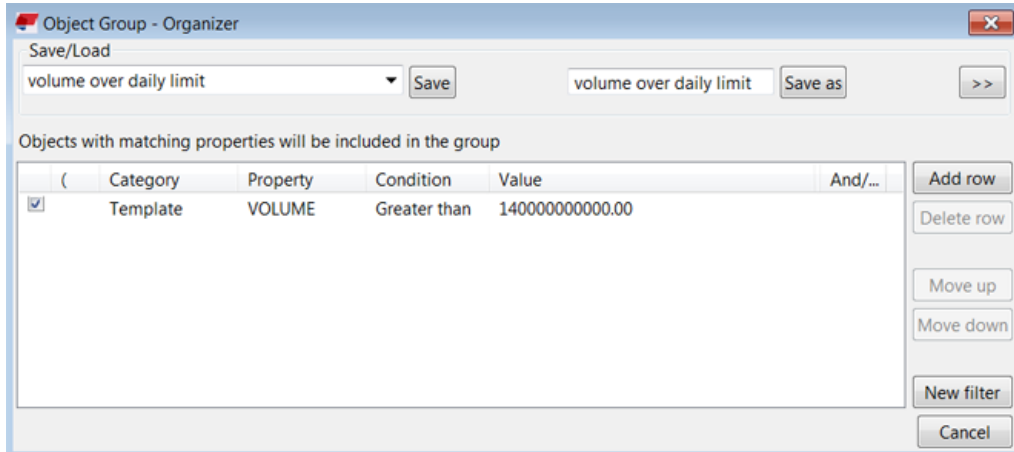 Object Group - Organizer
Save/Load
volume over daily limit Save volume over daily limit Save as >>
Objects with matching properties will be included in the group
( Category Property Condition Value And/... Add row
Template VOLUME Greater than 140000000000.00
Delete row
Move up
Move down
New filter
Cancel